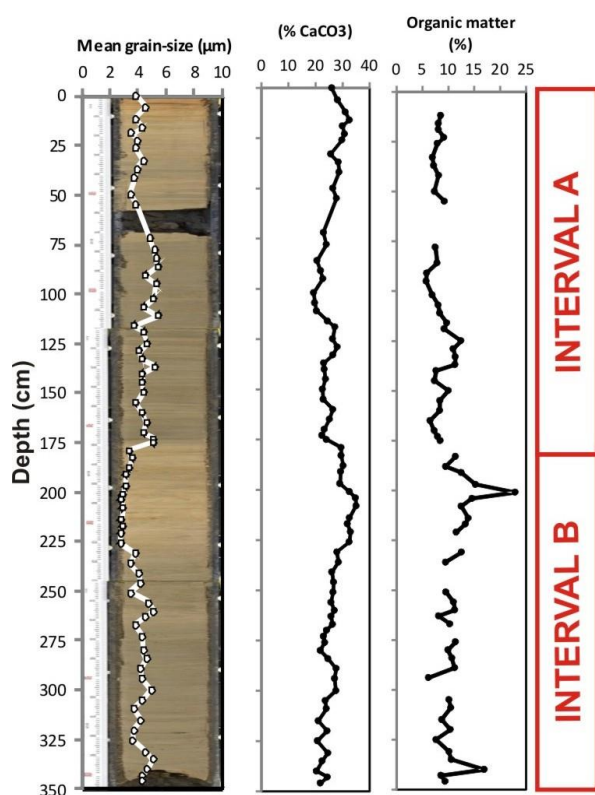 Mean grain-size (µm)
(% CaCO3)
Organic matter
(%)
0 2 4 6 8 10
0 10 20 30 40
0 5 10 15 20 25
Depth (cm)
0
25
50
75
100
125
150
175
200
225
250
275
300
325
350
INTERVAL A
INTERVAL B